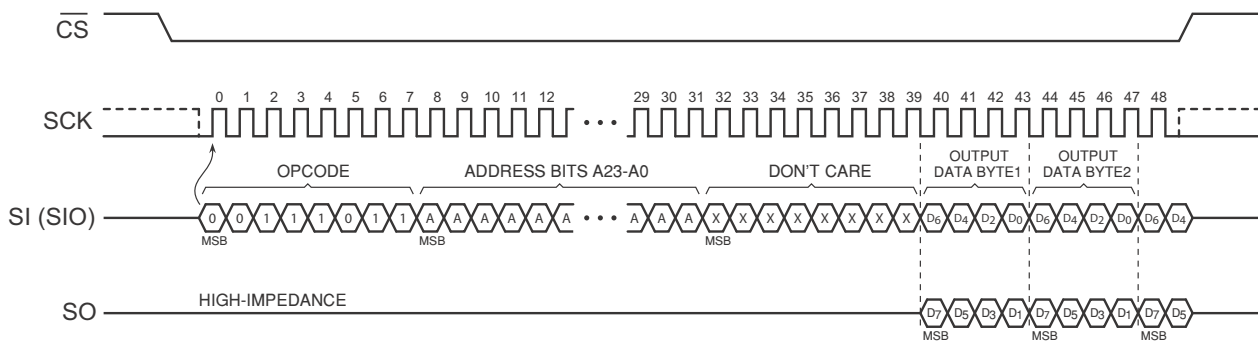 CS
0 1 2 3 4 5 6 7 8 9 10 11 12 29 30 31 32 33 34 35 36 37 38 39 40 41 42 43 44 45 46 47 48
SCK
OPCODE ADDRESS BITS A23-A0 DON'T CARE
OUTPUT
DATA BYTE1
OUTPUT
DATA BYTE2
SI (SIO) 0 0 1 1 1 0 1 1 A A A A A A A A A X X X X X X X X D6 D4 D2 D0 D6 D4 D2 D0 D6 D4
MSB MSB MSB
HIGH-IMPEDANCE
SO D7 D5 D3 D1 D7 D5 D3 D1 D7 D5
MSB MSB MSB